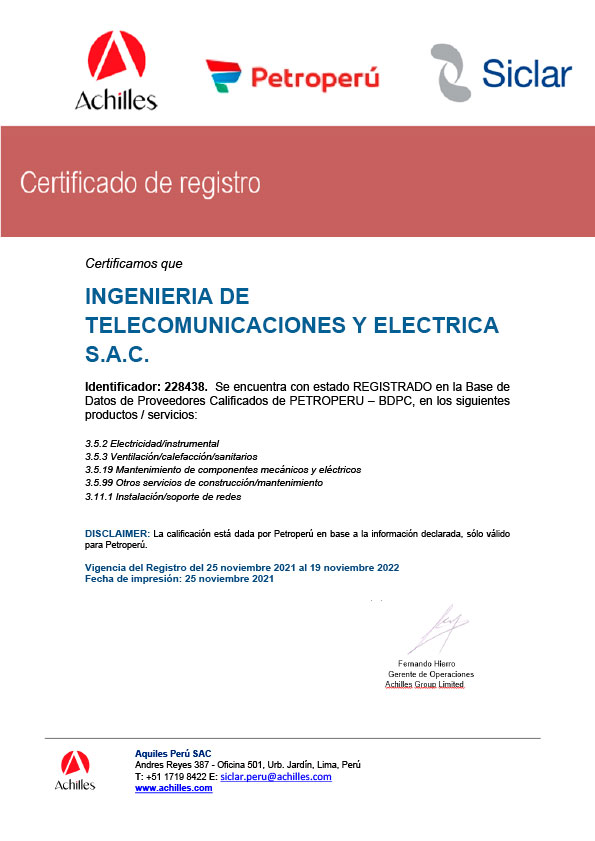 Achilles
Petroperú
Siclar
Certificado de registro
Certificamos que
INGENIERIA DE
TELECOMUNICACIONES Y ELECTRICA
S.A.C.
Identificador: 228438. Se encuentra con estado REGISTRADO en la Base de
Datos de Proveedores Calificados de PETROPERU – BDPC, en los siguientes
productos / servicios:
3.5.2 Electricidad/instrumental
3.5.3 Ventilación/calefacción/sanitarios
3.5.19 Mantenimiento de componentes mecánicos y eléctricos
3.5.99 Otros servicios de construcción/mantenimiento
3.11.1 Instalación/soporte de redes
DISCLAIMER: La calificación está dada por Petroperú en base a la información declarada, sólo válido
para Petroperú.
Vigencia del Registro del 25 noviembre 2021 al 19 noviembre 2022
Fecha de impresión: 25 noviembre 2021
Fernando Hierro
Gerente de Operaciones
Achilles Group Limited
Achilles
Aquiles Perú SAC
Andres Reyes 387 - Oficina 501, Urb. Jardín, Lima, Perú
T: +51 1719 8422 E: siclar.peru@achilles.com
www.achilles.com